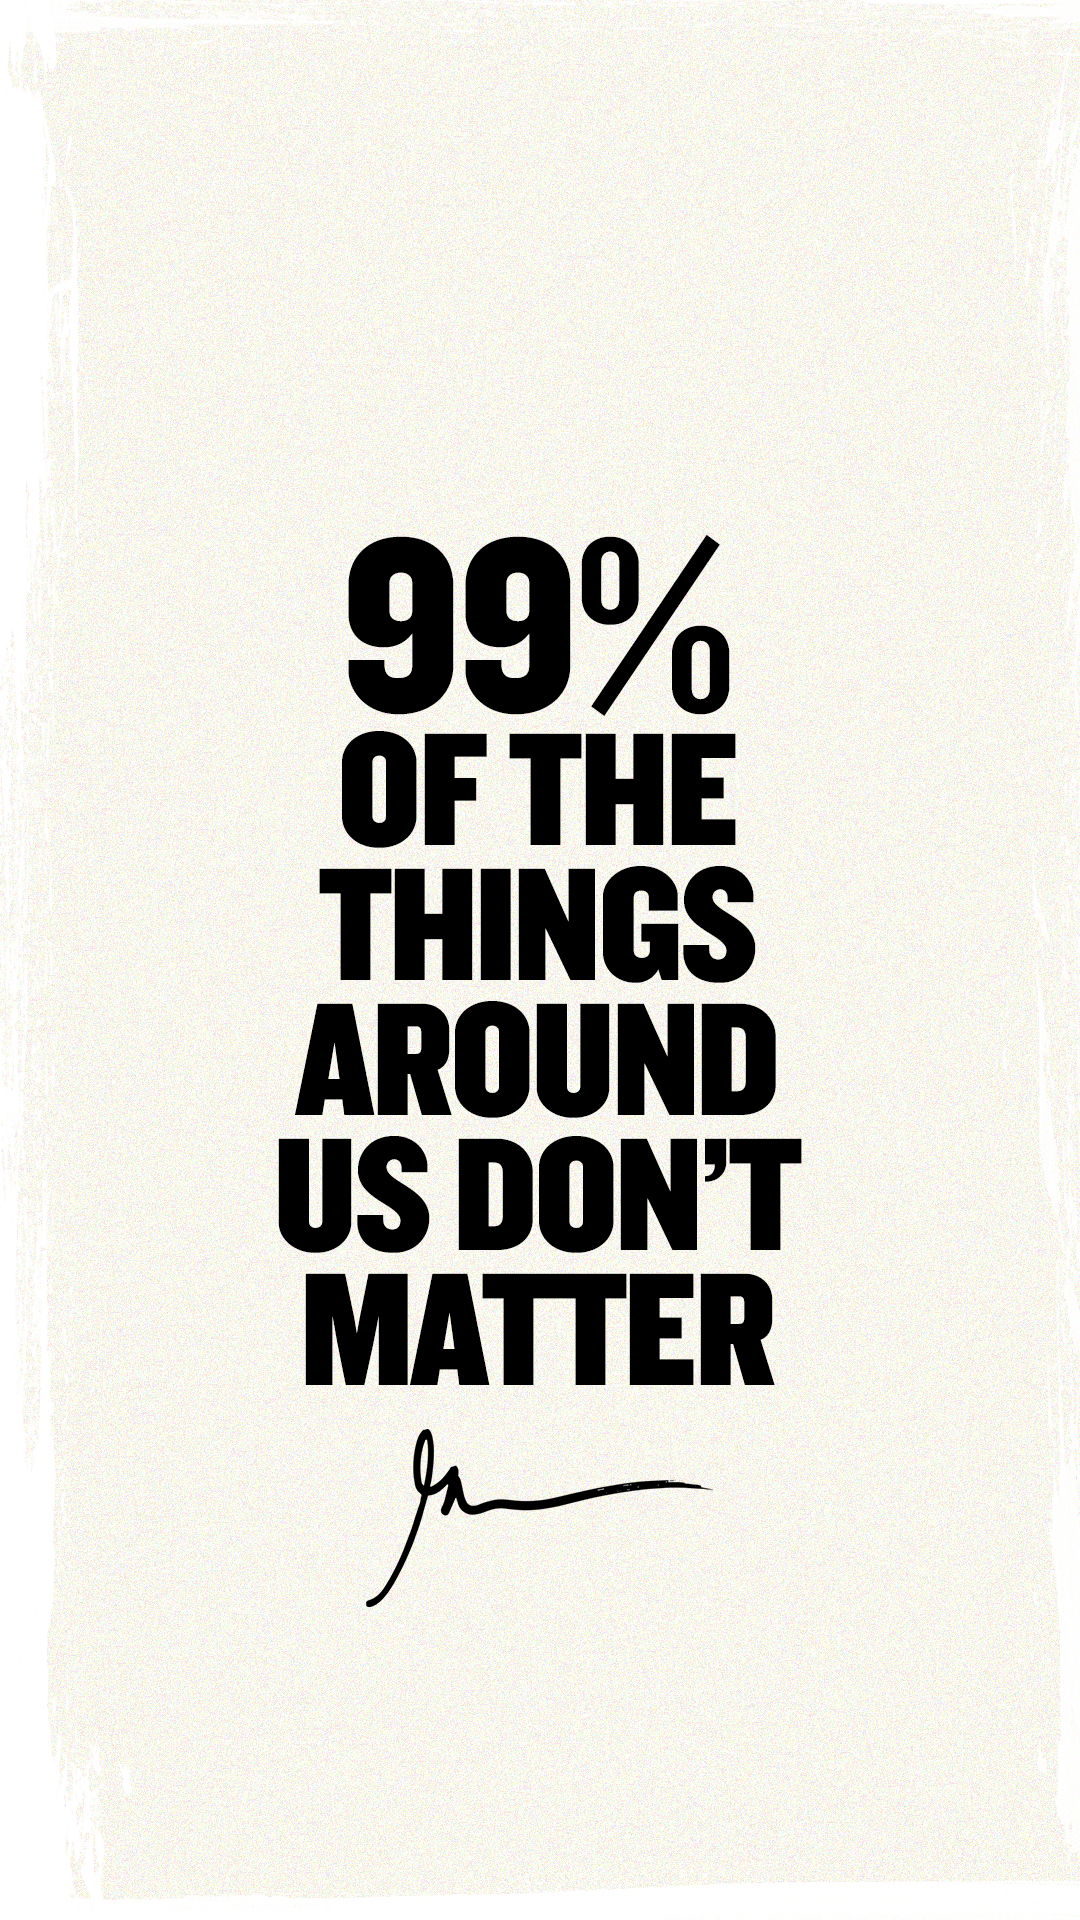 99%
OF THE
THINGS
AROUND
US DON’T
MATTER